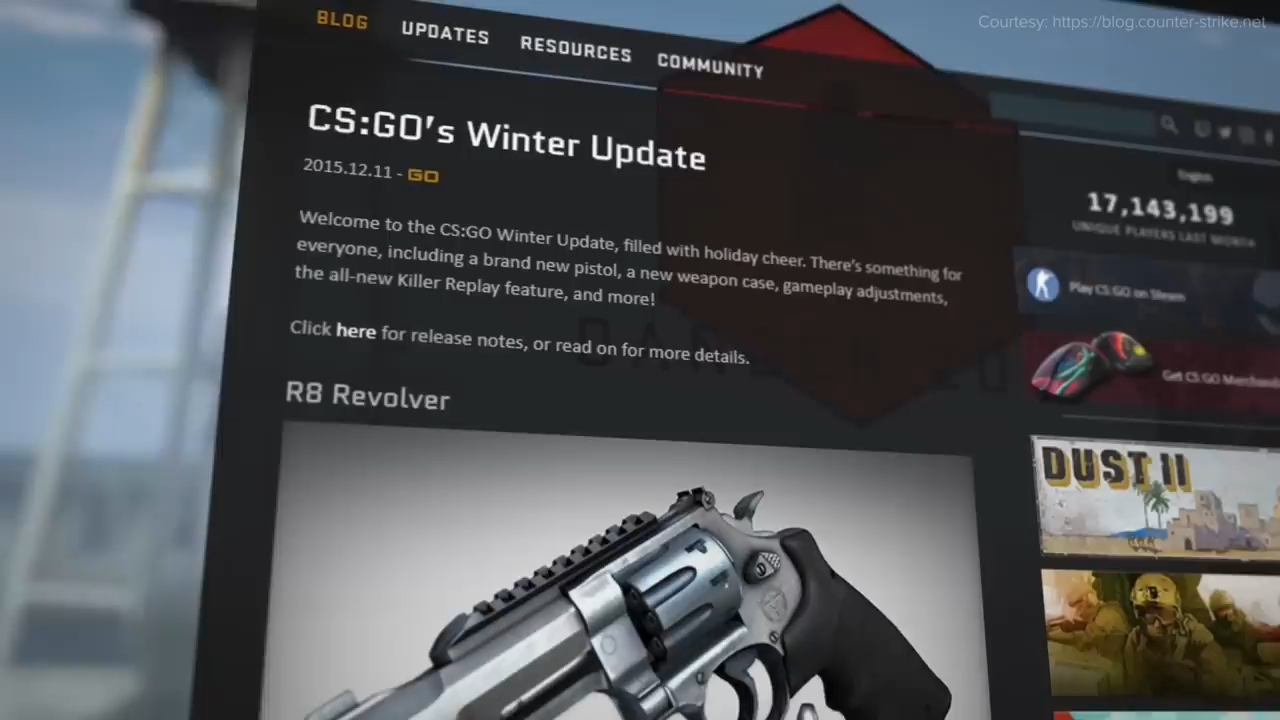 Courtesy: https://blog.counter-strike.net
BLOG UPDATES RESOURCES COMMUNITY
CS:GO's Winter Update
2015.12.11 - GO
Welcome to the CS:GO Winter Update, filled with holiday cheer. There's something for
everyone, including a brand new pistol, a new weapon case, gameplay adjustments,
the all-new Killer Replay feature, and more!
Click here for release notes, or read on for more details.
R8 Revolver
English
17,143,199
UNIQUE PLAYERS LAST MONTH
Play CS:GO on Steam
Get CS:GO
DUST II